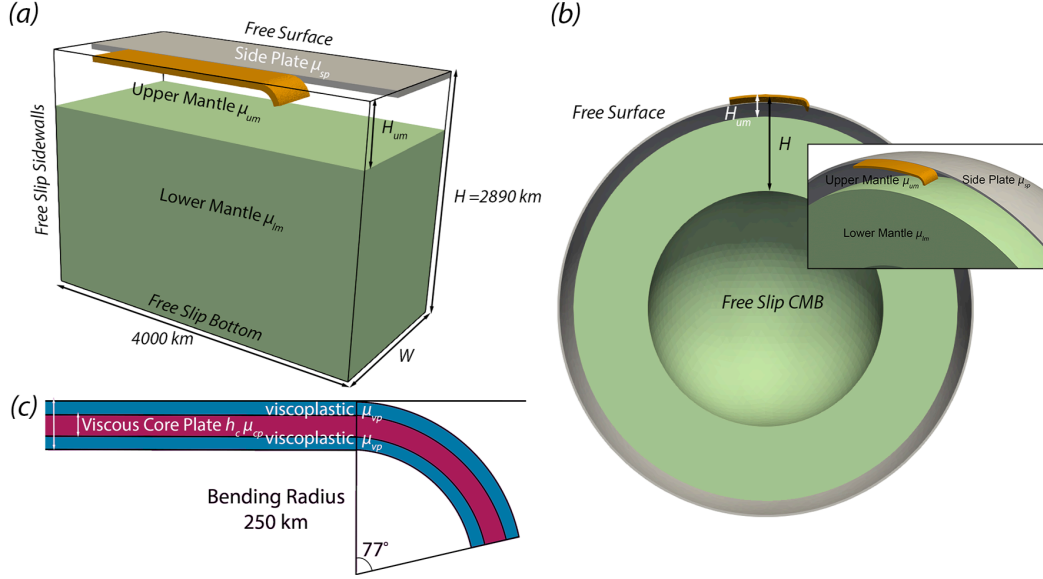 (a)
Free Surface
Side Plate μsp
Upper Mantle μum
Hum
Free Slip Sidewalls
Lower Mantle μlm
H =2890 km
Free Slip Bottom
4000 km
W
(b)
Free Surface
Hum
H
Upper Mantle μum
Side Plate μsp
Lower Mantle μlm
Free Slip CMB
(c)
viscoplastic μvp
Viscous Core Plate hc μcp
viscoplastic μvp
Bending Radius
250 km
77°